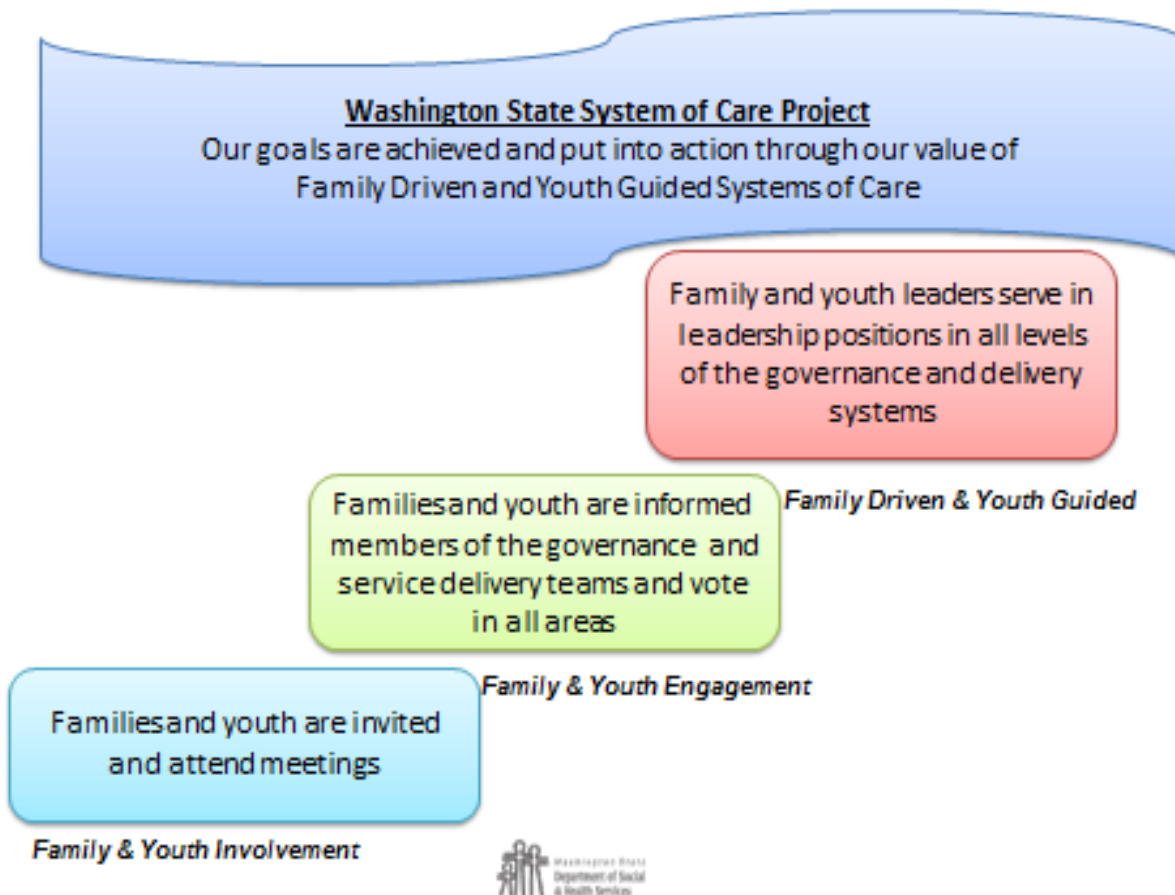 Washington State System of Care Project
Our goals are achieved and put into action through our value of
Family Driven and Youth Guided Systems of Care
Family and youth leaders serve in
leadership positions in all levels
of the governance and delivery
systems
Family Driven & Youth Guided
Families and youth are informed
members of the governance and
service delivery teams and vote
in all areas
Family & Youth Engagement
Families and youth are invited
and attend meetings
Family & Youth Involvement
Washington State
Department of Social
& Health Services